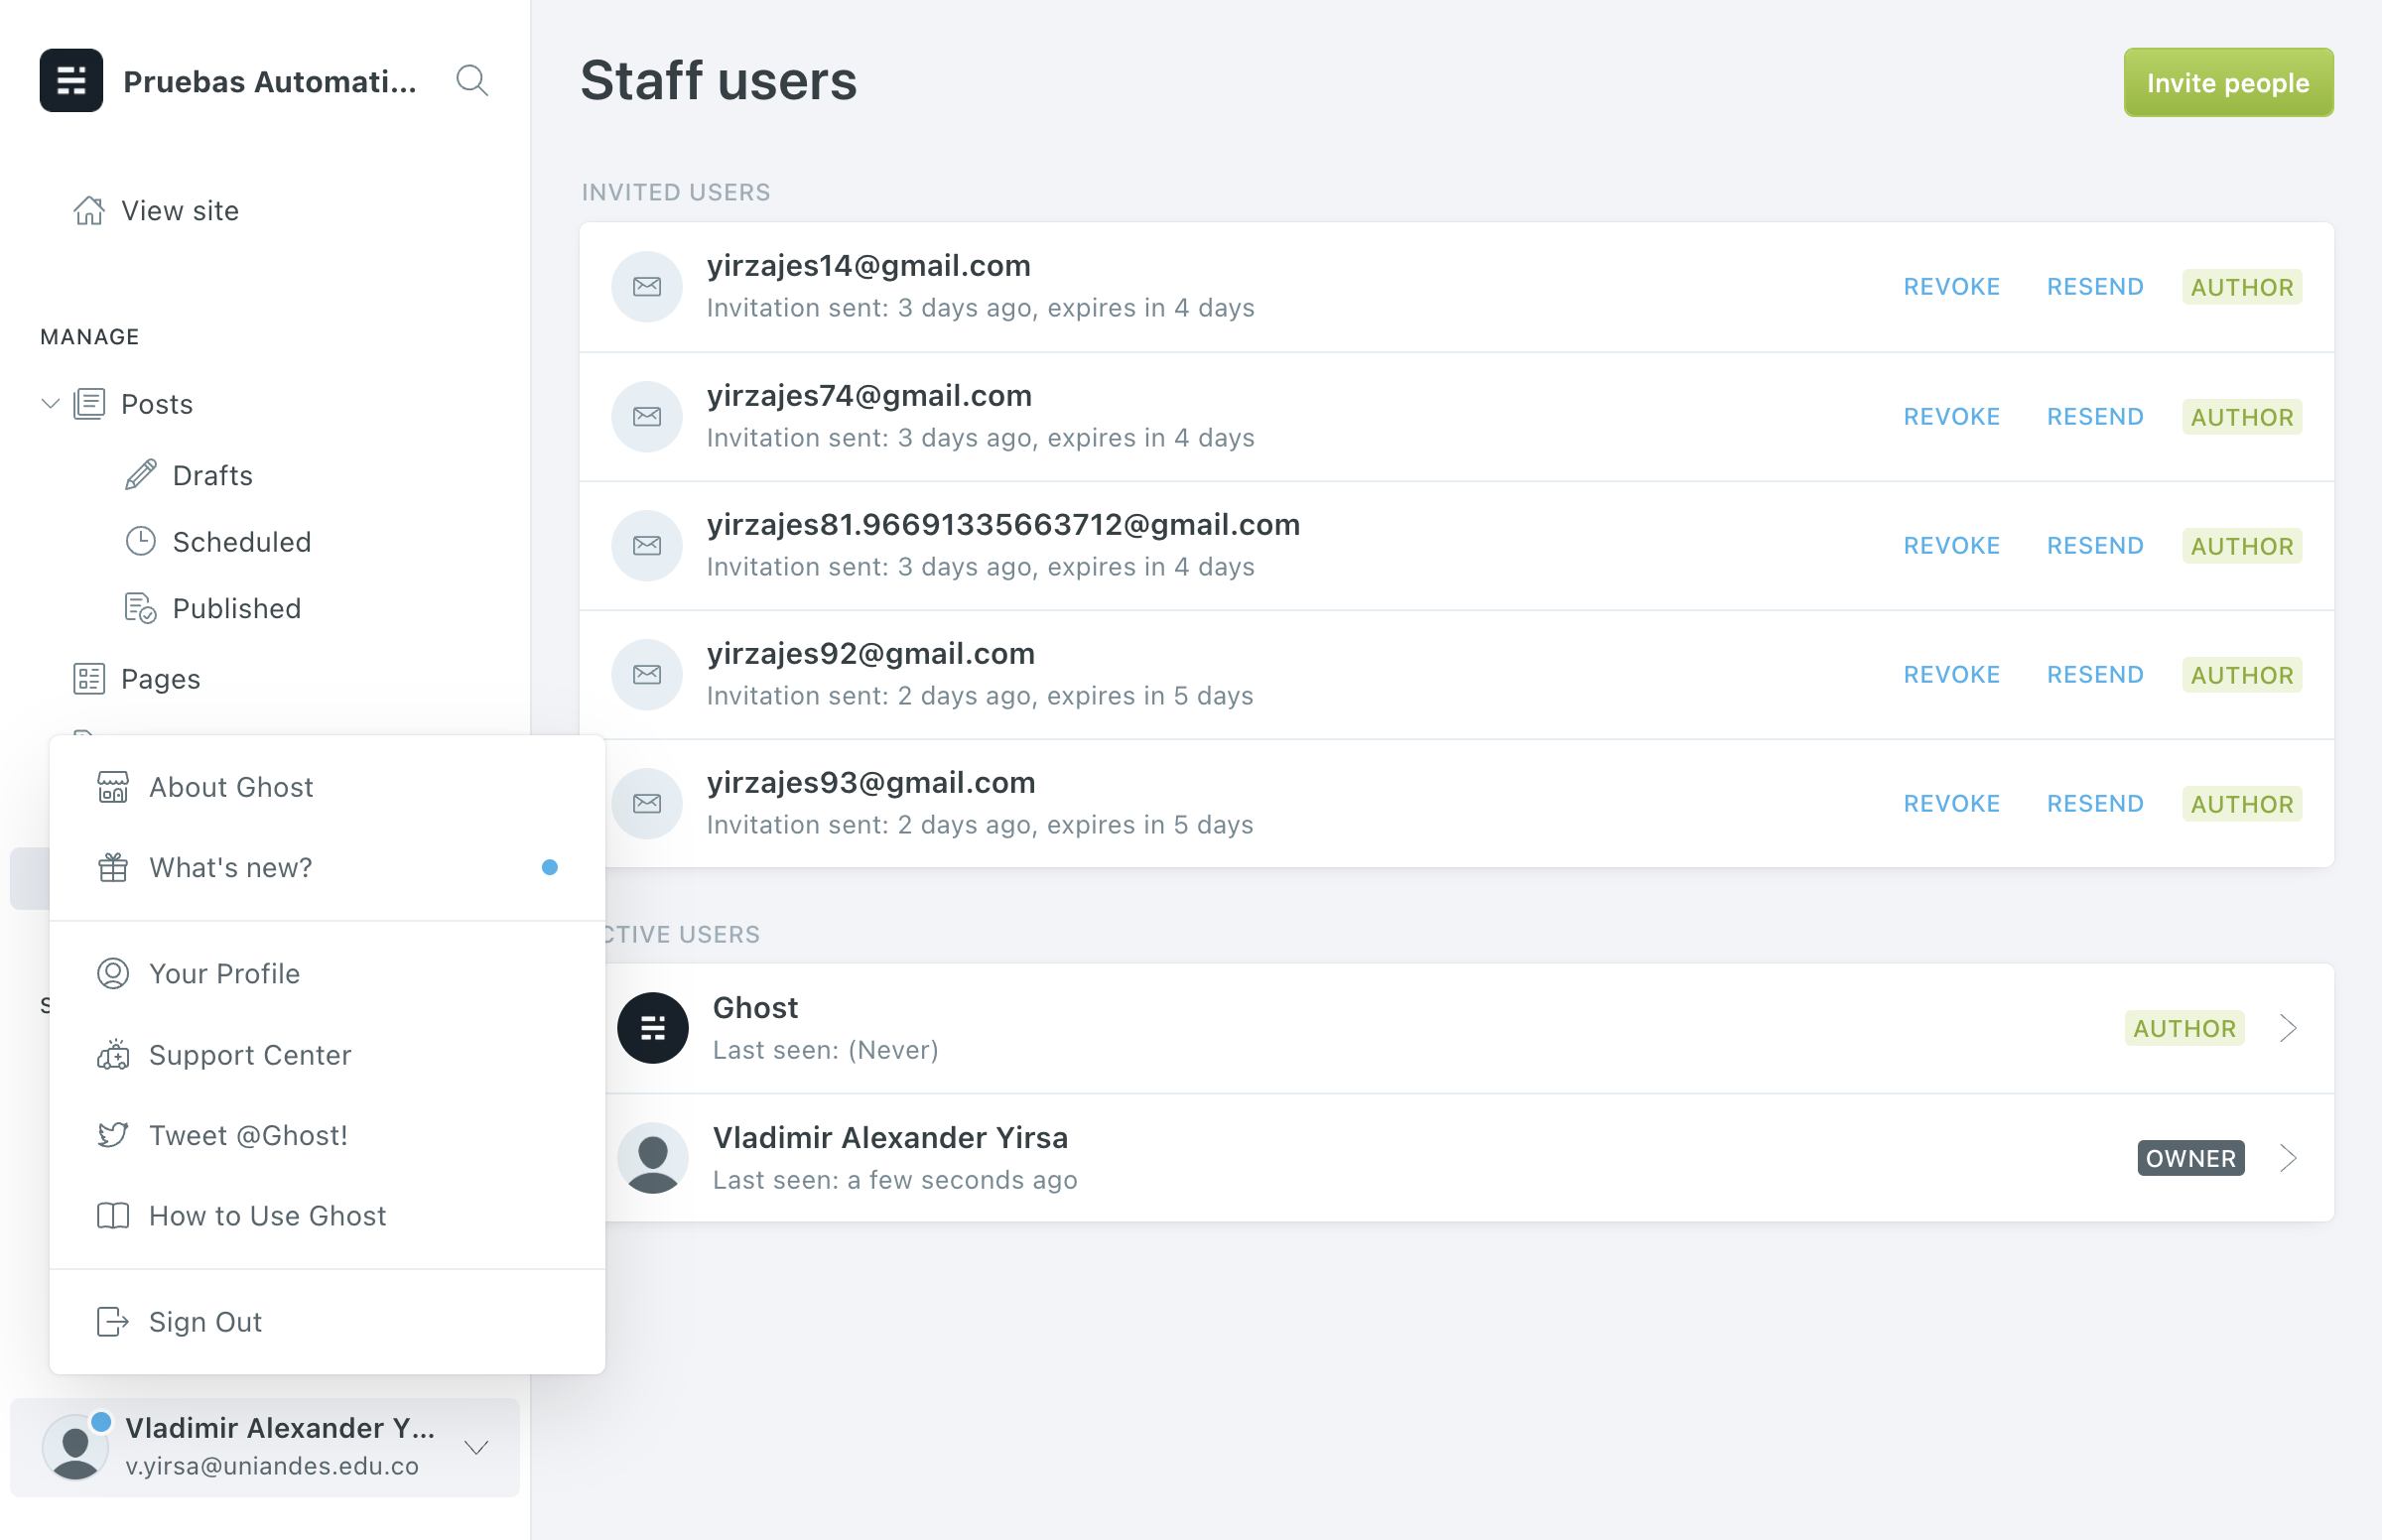 Pruebas Automati...
View site
MANAGE
Posts
Drafts
Scheduled
Published
Pages
About Ghost
What's new?
Your Profile
Support Center
Tweet @Ghost!
How to Use Ghost
Sign Out
Vladimir Alexander Y...
v.yirsa@uniandes.edu.co
Staff users
Invite people
INVITED USERS
yirzajes14@gmail.com
Invitation sent: 3 days ago, expires in 4 days
REVOKE RESEND AUTHOR
yirzajes74@gmail.com
Invitation sent: 3 days ago, expires in 4 days
REVOKE RESEND AUTHOR
yirzajes81.96691335663712@gmail.com
Invitation sent: 3 days ago, expires in 4 days
REVOKE RESEND AUTHOR
yirzajes92@gmail.com
Invitation sent: 2 days ago, expires in 5 days
REVOKE RESEND AUTHOR
yirzajes93@gmail.com
Invitation sent: 2 days ago, expires in 5 days
REVOKE RESEND AUTHOR
CTIVE USERS
Ghost
Last seen: (Never)
AUTHOR
Vladimir Alexander Yirsa
Last seen: a few seconds ago
OWNER